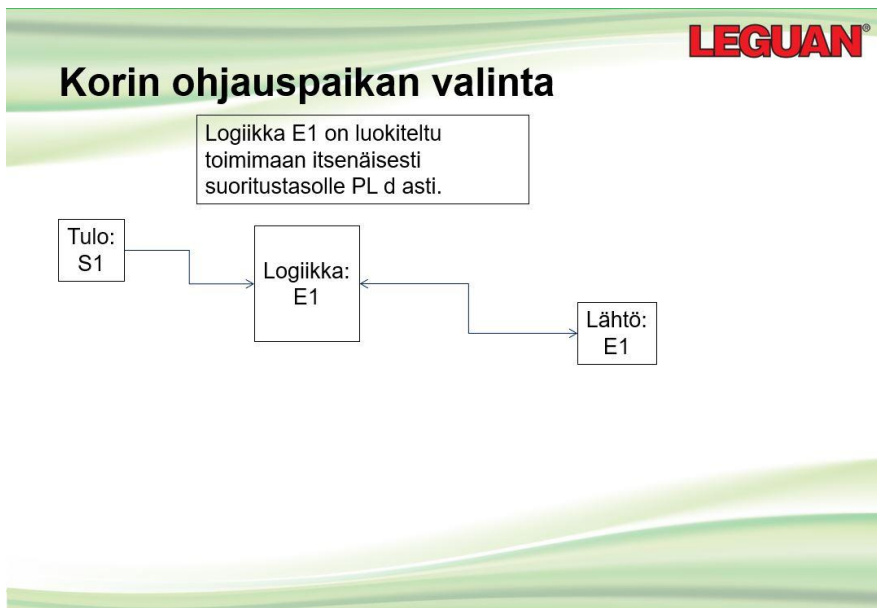 LEGUAN®
Korin ohjauspaikan valinta
Logiikka E1 on luokiteltu
toimimaan itsenäisesti
suoritustasolle PL d asti.
Tulo:
S1
Logiikka:
E1
Lähtö:
E1